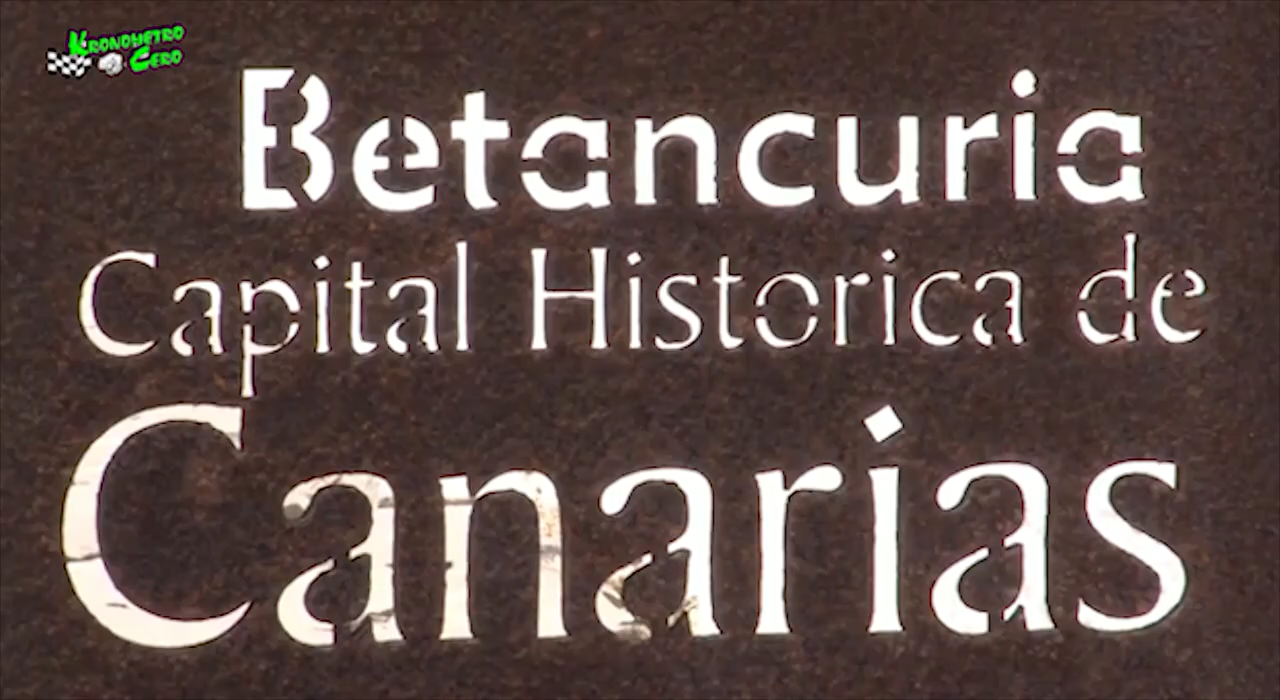 Kronometro
Cero
Betancuria
Capital Historica de
Canarias